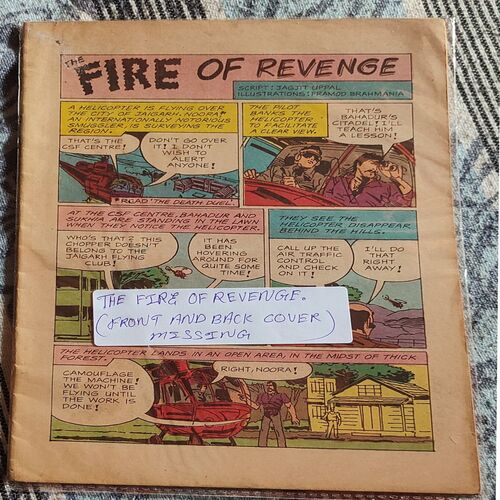 THE
FIRE OF REVENGE
SCRIPT: JAGJIT UPPAL
ILLUSTRATIONS: PRAMOD BRAHMANIA
A HELICOPTER IS FLYING OVER
THE CITY OF JAIGARH. NOORA,*
AN INTERNATIONALLY NOTORIOUS
SMUGGLER, IS SURVEYING THE
REGION.
THAT'S THE
CSF CENTRE!
DON'T GO OVER
IT! I DON'T
WISH TO
ALERT
ANYONE!
*ROAD 'THE DEATH DUEL'.
THE PILOT
BANKS THE
HELICOPTER
TO FACILITATE
A CLEAR VIEW.
THAT'S
BAHADUR'S
CITADEL! I'LL
TEACH HIM
A LESSON!
AT THE CSF CENTRE, BAHADUR AND
SUKHIA ARE STANDING IN THE LAWN
WHEN THEY NOTICE THE HELICOPTER.
WHO'S THAT? THIS
CHOPPER DOESN'T
BELONG TO THE
JAIGARH FLYING
CLUB!
IT HAS
BEEN
HOVERING
AROUND FOR
QUITE SOME
TIME!
THEY SEE THE
HELICOPTER DISAPPEAR
BEHIND THE HILLS.
CALL UP THE
AIR TRAFFIC
CONTROL
AND CHECK
ON IT!
I'LL DO
THAT
RIGHT
AWAY!
THE FIRE OF REVENGE.
(FRONT AND BACK COVER)
MISSING
THE HELICOPTER LANDS IN AN OPEN AREA, IN THE MIDST OF THICK
FOREST.
CAMOUFLAGE
THE MACHINE!
WE WON'T BE
FLYING UNTIL
THE WORK IS
DONE!
RIGHT, NOORA!